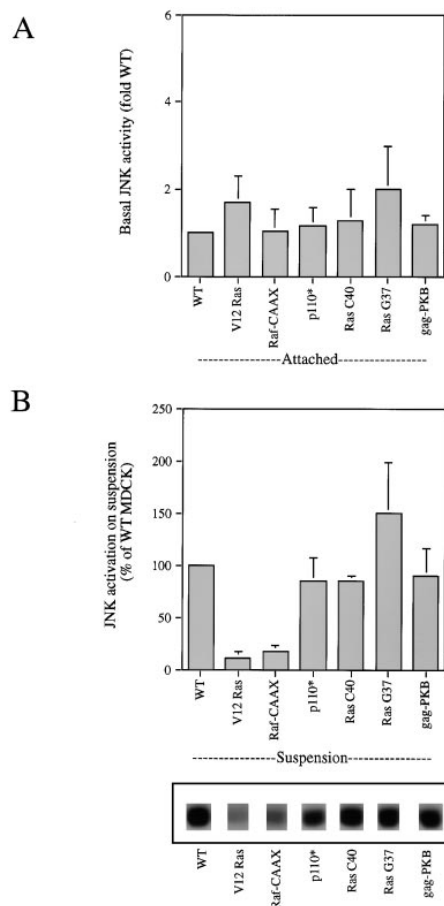 A
Basal JNK activity (fold WT)
6
4
2
0
WT
V12 Ras
Raf-CAAX
p110*
Ras C40
Ras G37
gag-PKB
-----------------Attached-----------------
B
JNK activation on suspension
(% of WT MDCK)
250
200
150
100
50
0
WT
V12 Ras
Raf-CAAX
p110*
Ras C40
Ras G37
gag-PKB
-----------------Suspension-----------------
WT
V12 Ras
Raf-CAAX
p110*
Ras C40
Ras G37
gag-PKB